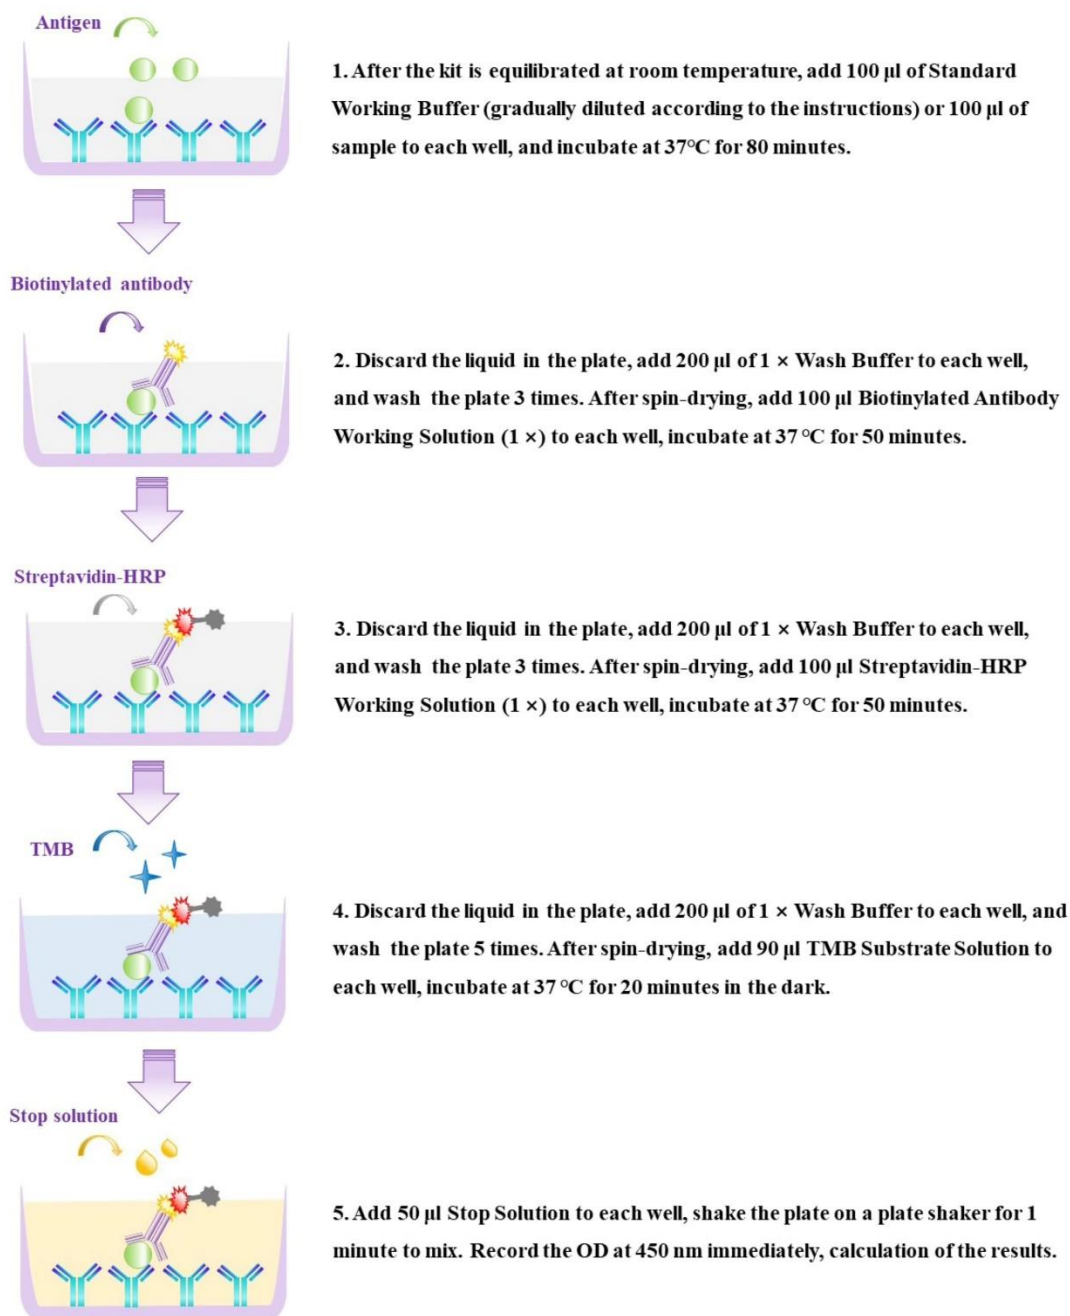 Antigen
1. After the kit is equilibrated at room temperature, add 100 μl of Standard
Working Buffer (gradually diluted according to the instructions) or 100 μl of
sample to each well, and incubate at 37°C for 80 minutes.
Biotinylated antibody
2. Discard the liquid in the plate, add 200 μl of 1 × Wash Buffer to each well,
and wash the plate 3 times. After spin-drying, add 100 μl Biotinylated Antibody
Working Solution (1 ×) to each well, incubate at 37 °C for 50 minutes.
Streptavidin-HRP
3. Discard the liquid in the plate, add 200 μl of 1 × Wash Buffer to each well,
and wash the plate 3 times. After spin-drying, add 100 μl Streptavidin-HRP
Working Solution (1 ×) to each well, incubate at 37 °C for 50 minutes.
TMB
4. Discard the liquid in the plate, add 200 μl of 1 × Wash Buffer to each well, and
wash the plate 5 times. After spin-drying, add 90 μl TMB Substrate Solution to
each well, incubate at 37 °C for 20 minutes in the dark.
Stop solution
5. Add 50 μl Stop Solution to each well, shake the plate on a plate shaker for 1
minute to mix. Record the OD at 450 nm immediately, calculation of the results.